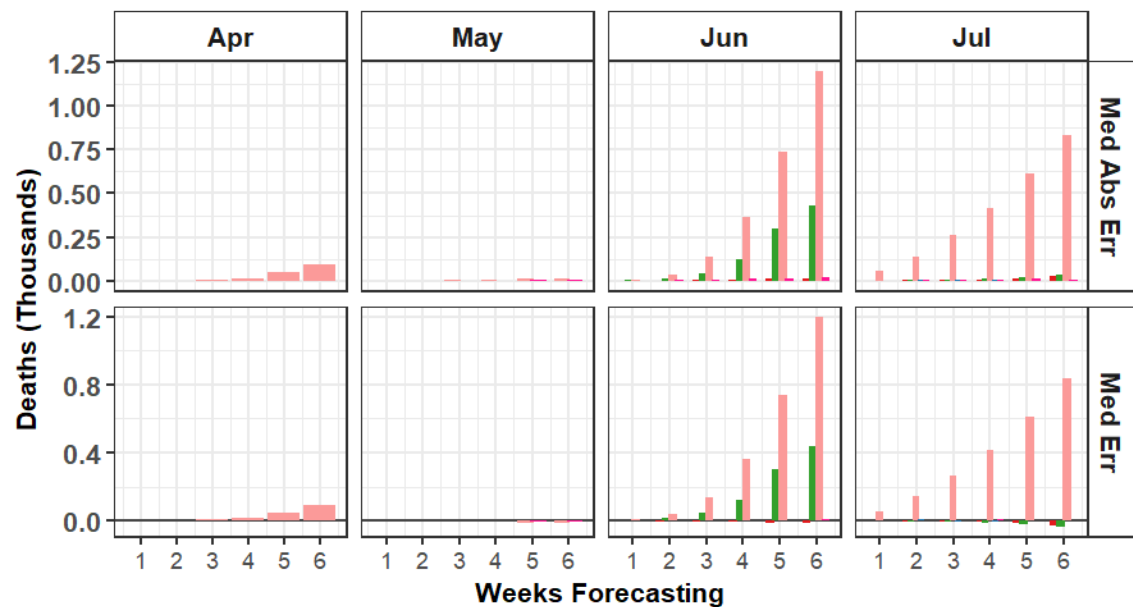 Apr May Jun Jul
1.25
1.00
0.75
0.50
0.25
0.00
Med Abs Err
Deaths (Thousands)
1.2
0.8
0.4
0.0
Med Err
1 2 3 4 5 6 1 2 3 4 5 6 1 2 3 4 5 6 1 2 3 4 5 6
Weeks Forecasting